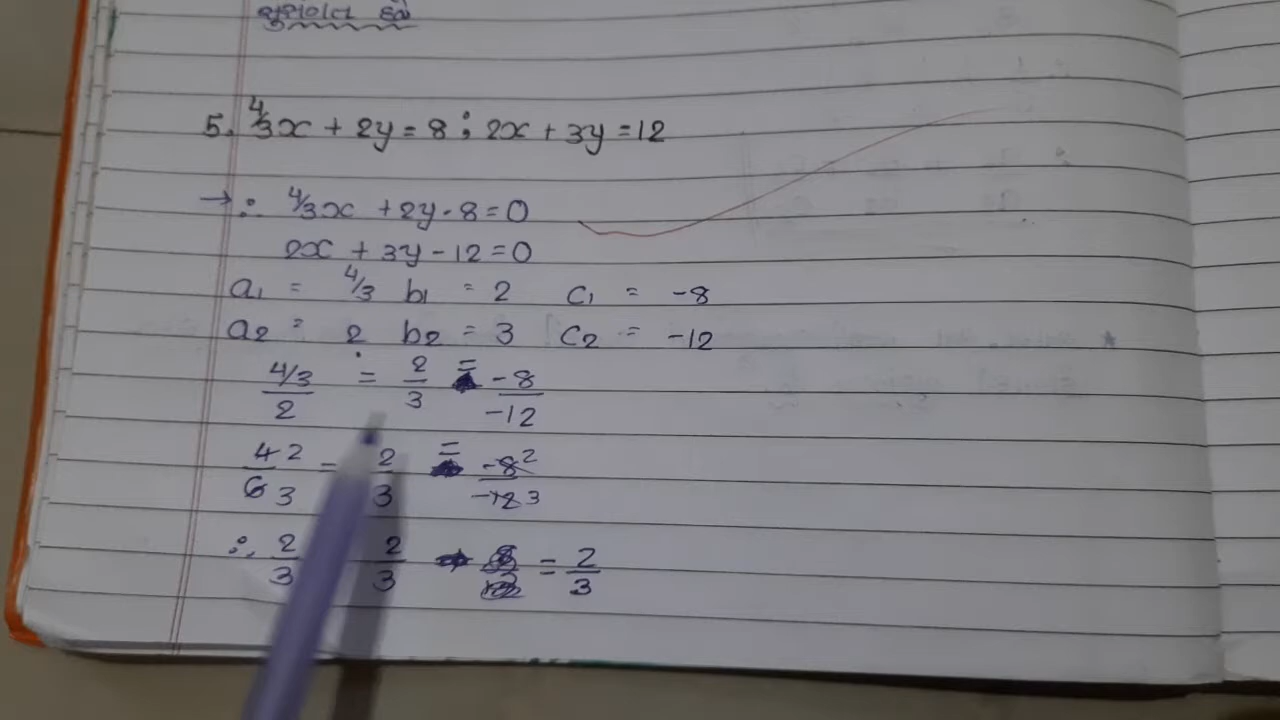 સુસંગત છે
5. 4/3x + 2y = 8 ; 2x + 3y = 12
→ ∴ 4/3x + 2y - 8 = 0
2x + 3y - 12 = 0
a1 = 4/3 b1 = 2 c1 = -8
a2 = 2 b2 = 3 c2 = -12
4/3/2 = 2/3 = -8/-12
4 2/6 3 = 2/3 = -8 2/-12 3
∴ 2/3 2/3 = 2/3